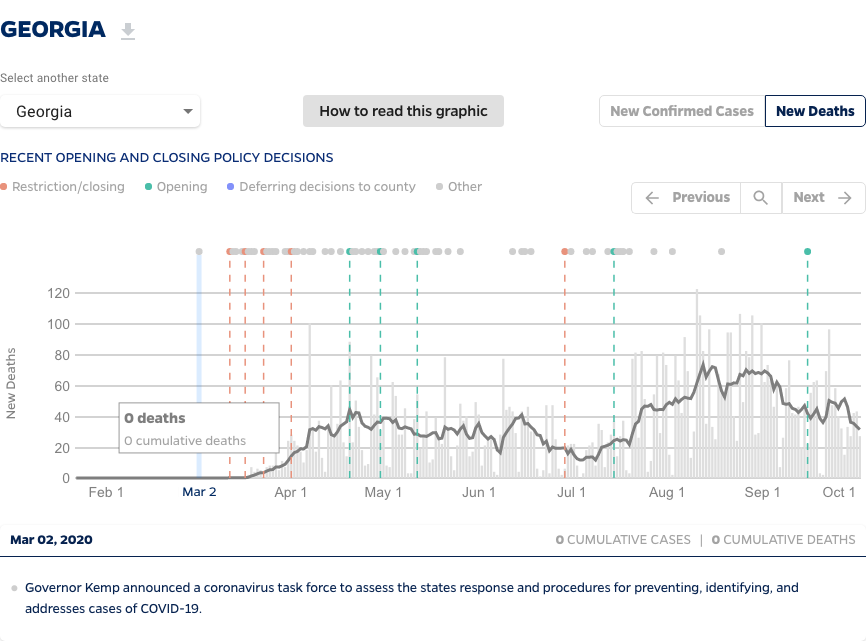 GEORGIA
Select another state
Georgia
How to read this graphic
New Confirmed Cases
New Deaths
RECENT OPENING AND CLOSING POLICY DECISIONS
Restriction/closing
Opening
Deferring decisions to county
Other
Previous
Next
New Deaths
120
100
80
60
40
20
0
0 deaths
0 cumulative deaths
Feb 1
Mar 2
Apr 1
May 1
Jun 1
Jul 1
Aug 1
Sep 1
Oct 1
Mar 02, 2020
0 CUMULATIVE CASES | 0 CUMULATIVE DEATHS
Governor Kemp announced a coronavirus task force to assess the states response and procedures for preventing, identifying, and
addresses cases of COVID-19.